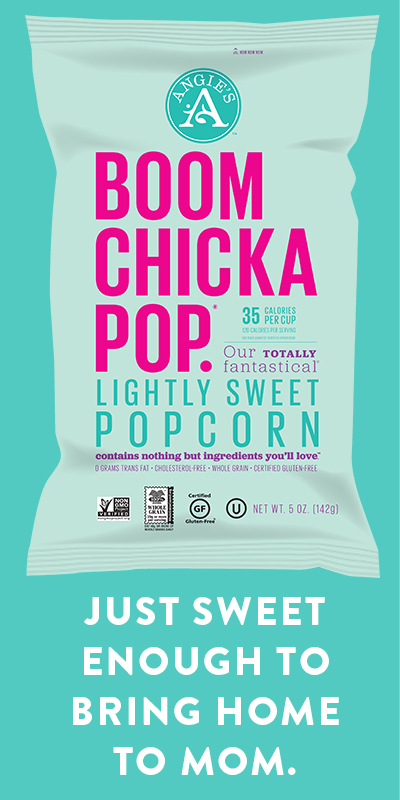 ANGIE'S
A
BOOM
CHICKA
POP.
35 CALORIES
PER CUP
Our TOTALLY
fantastical
LIGHTLY SWEET
POPCORN
contains nothing but ingredients you'll love™
0 GRAMS TRANS FAT • CHOLESTEROL-FREE • WHOLE GRAIN • CERTIFIED GLUTEN-FREE
NON
GMO
Project
VERIFIED
WHOLE
GRAIN
Certified
GF
Gluten-Free
U
NET WT. 5 OZ. (142g)
JUST SWEET
ENOUGH TO
BRING HOME
TO MOM.